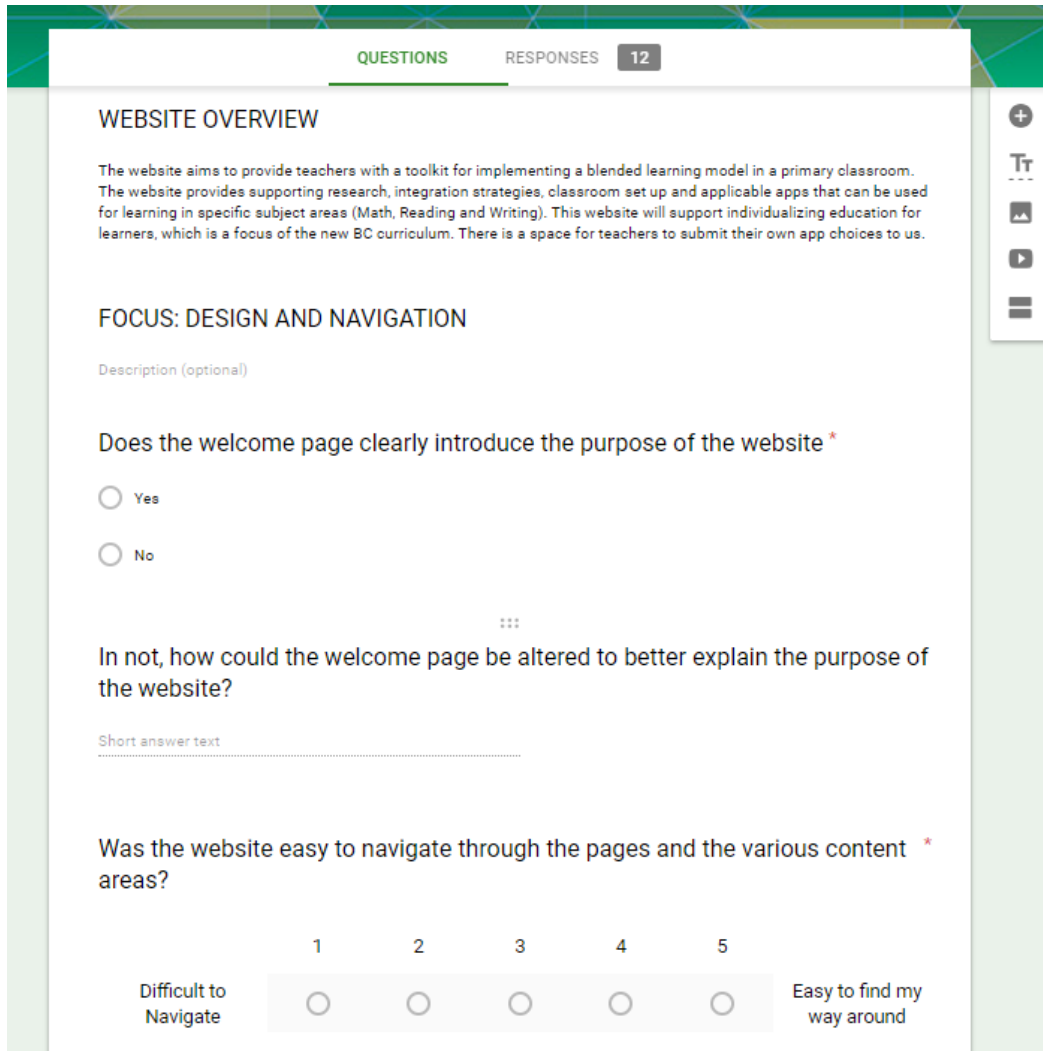 QUESTIONS RESPONSES 12
WEBSITE OVERVIEW
The website aims to provide teachers with a toolkit for implementing a blended learning model in a primary classroom.
The website provides supporting research, integration strategies, classroom set up and applicable apps that can be used
for learning in specific subject areas (Math, Reading and Writing). This website will support individualizing education for
learners, which is a focus of the new BC curriculum. There is a space for teachers to submit their own app choices to us.
FOCUS: DESIGN AND NAVIGATION
Description (optional)
Does the welcome page clearly introduce the purpose of the website *
Yes
No
In not, how could the welcome page be altered to better explain the purpose of
the website?
Short answer text
Was the website easy to navigate through the pages and the various content *
areas?
1 2 3 4 5
Difficult to
Navigate
Easy to find my
way around